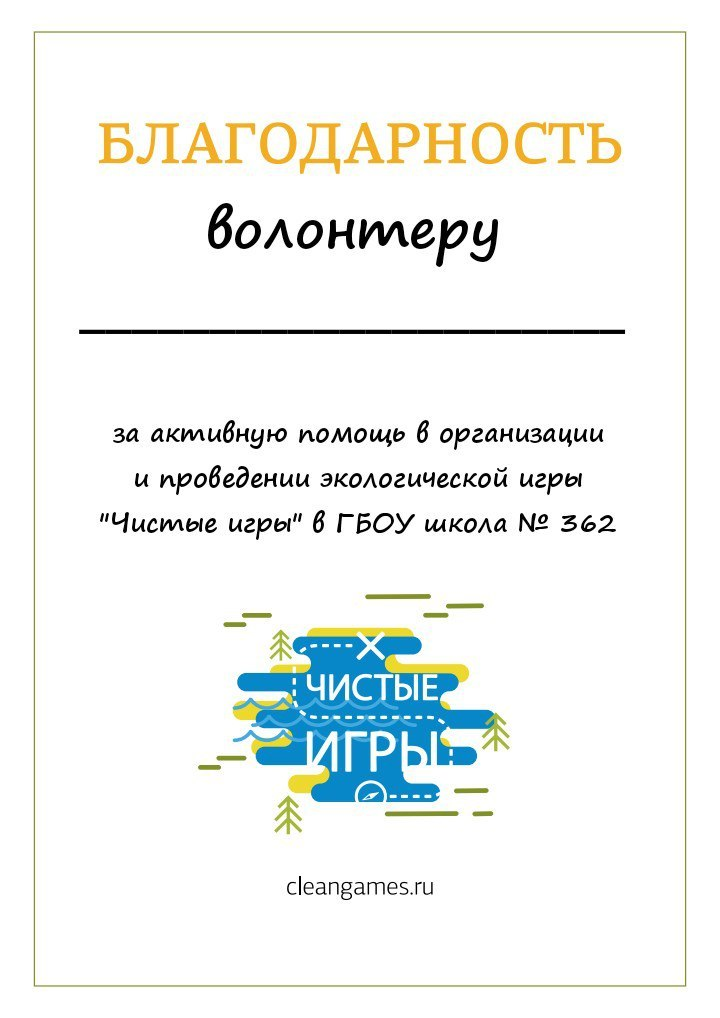 БЛАГОДАРНОСТЬ
волонтеру
за активную помощь в организации
и проведении экологической игры
"Чистые игры" в ГБОУ школа № 362
ЧИСТЫЕ
ИГРЫ
cleangames.ru